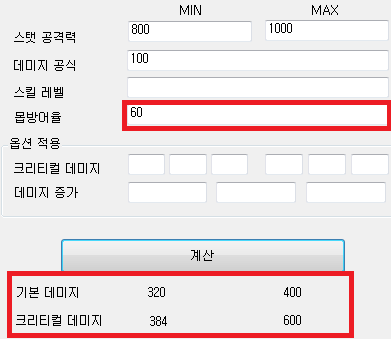 MIN MAX
스탯 공격력 800 1000
데미지 공식 100
스킬 레벨
몹방어율 60
옵션 적용
크리티컬 데미지
데미지 증가
계산
기본 데미지 320 400
크리티컬 데미지 384 600